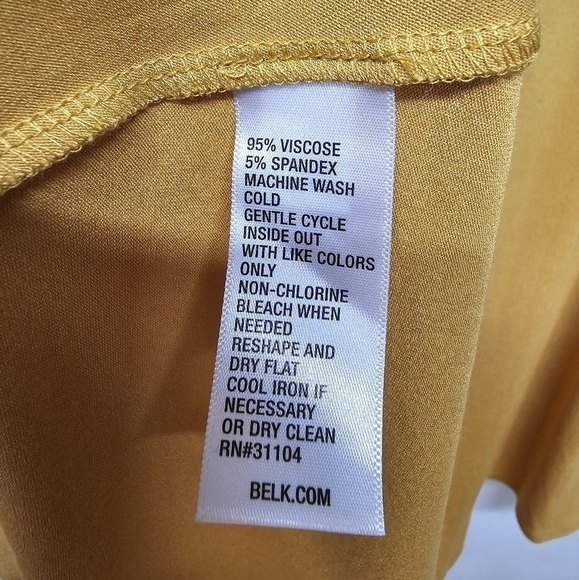 95% VISCOSE
5% SPANDEX
MACHINE WASH
COLD
GENTLE CYCLE
INSIDE OUT
WITH LIKE COLORS
ONLY
NON-CHLORINE
BLEACH WHEN
NEEDED
RESHAPE AND
DRY FLAT
COOL IRON IF
NECESSARY
OR DRY CLEAN
RN#31104
BELK.COM